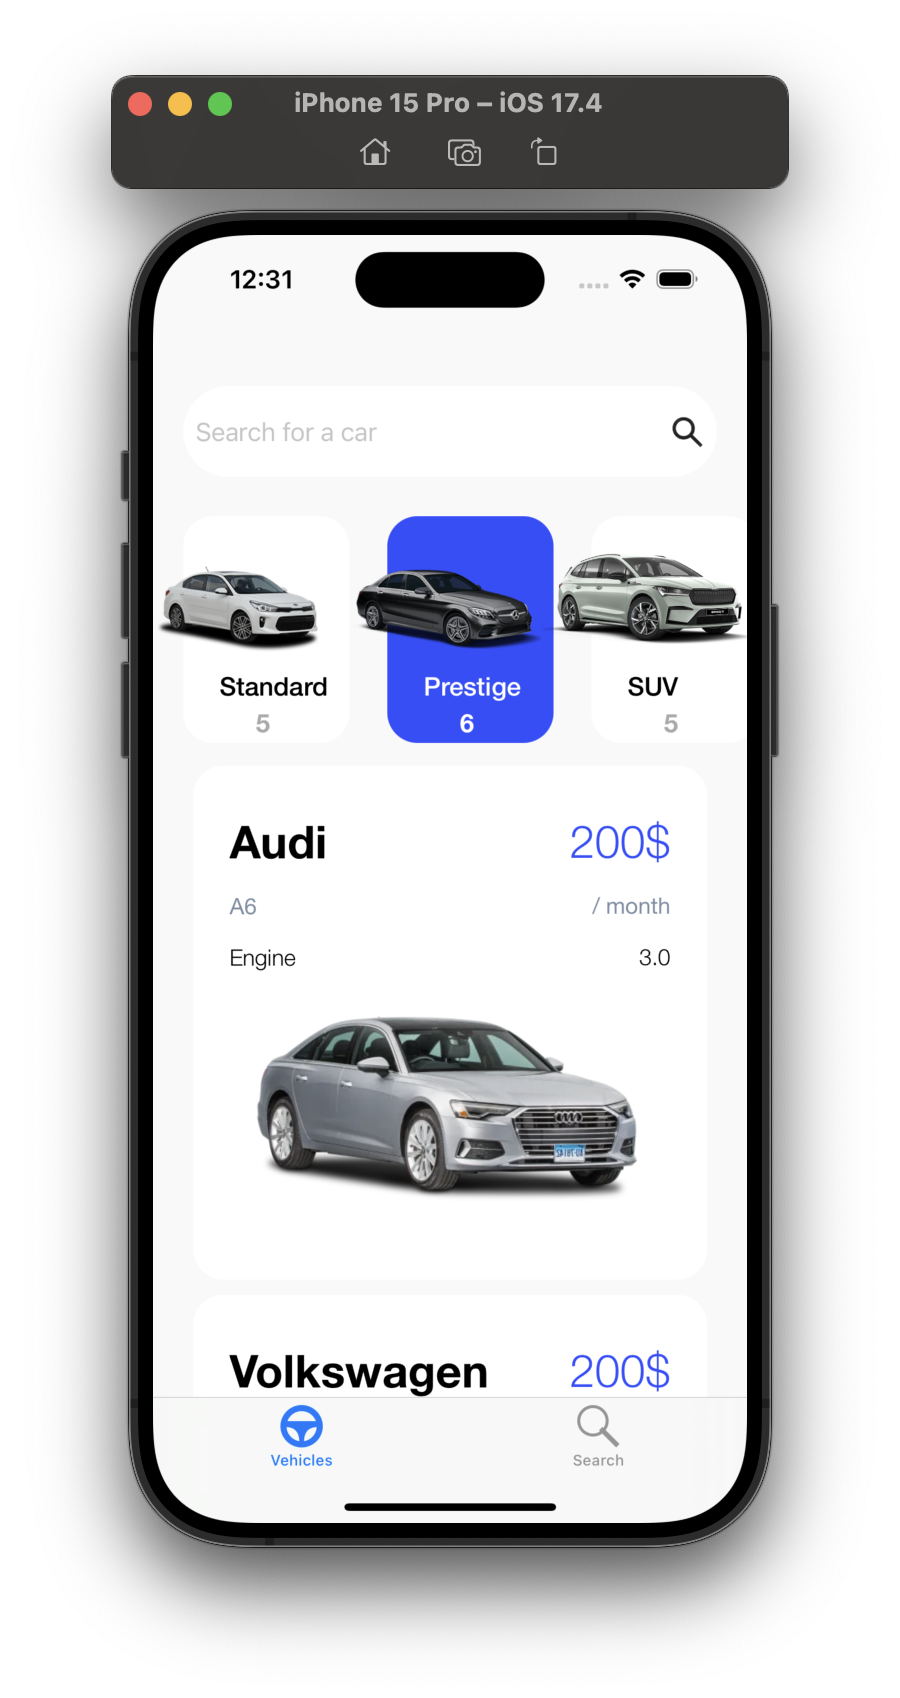 iPhone 15 Pro – iOS 17.4
12:31
Search for a car
Standard
5
Prestige
6
SUV
5
Audi 200$
A6 / month
Engine 3.0
Volkswagen 200$
Vehicles Search